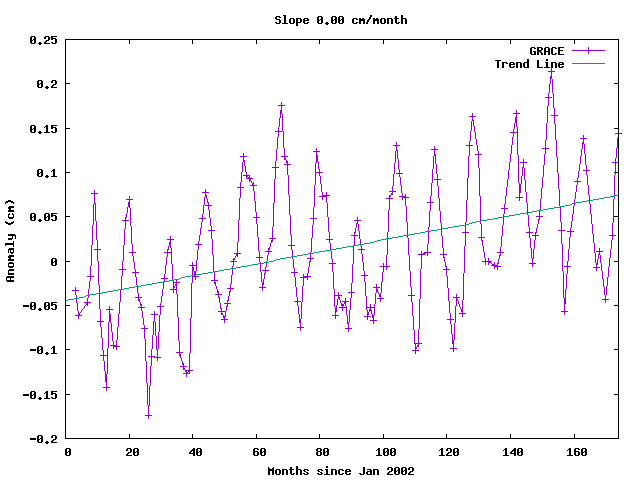 Slope 0.00 cm/month
0.25
0.2
0.15
0.1
0.05
0
-0.05
-0.1
-0.15
-0.2
Anomaly (cm)
GRACE
Trend Line
0 20 40 60 80 100 120 140 160
Months since Jan 2002